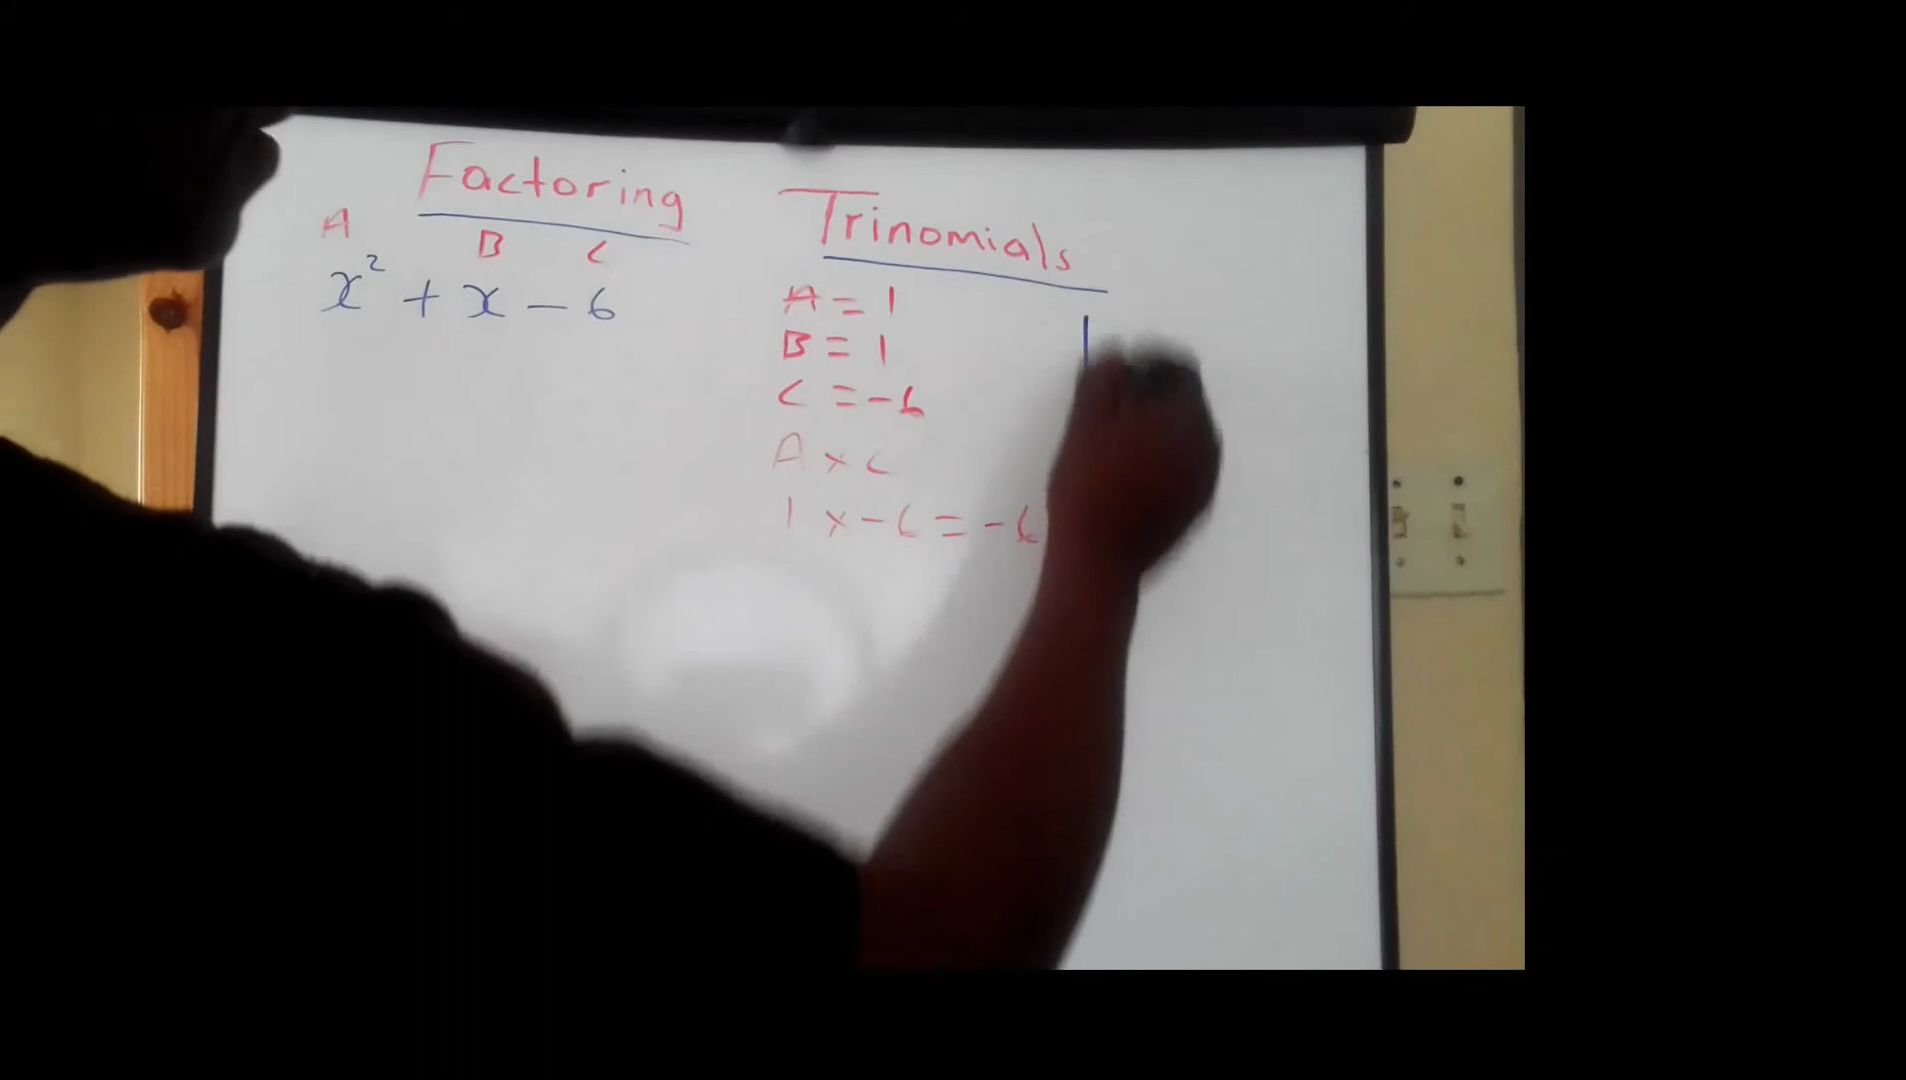 Factoring Trinomials
A B C
x² + x - 6
A = 1
B = 1
C = -6
A x C
1 x -6 = -6